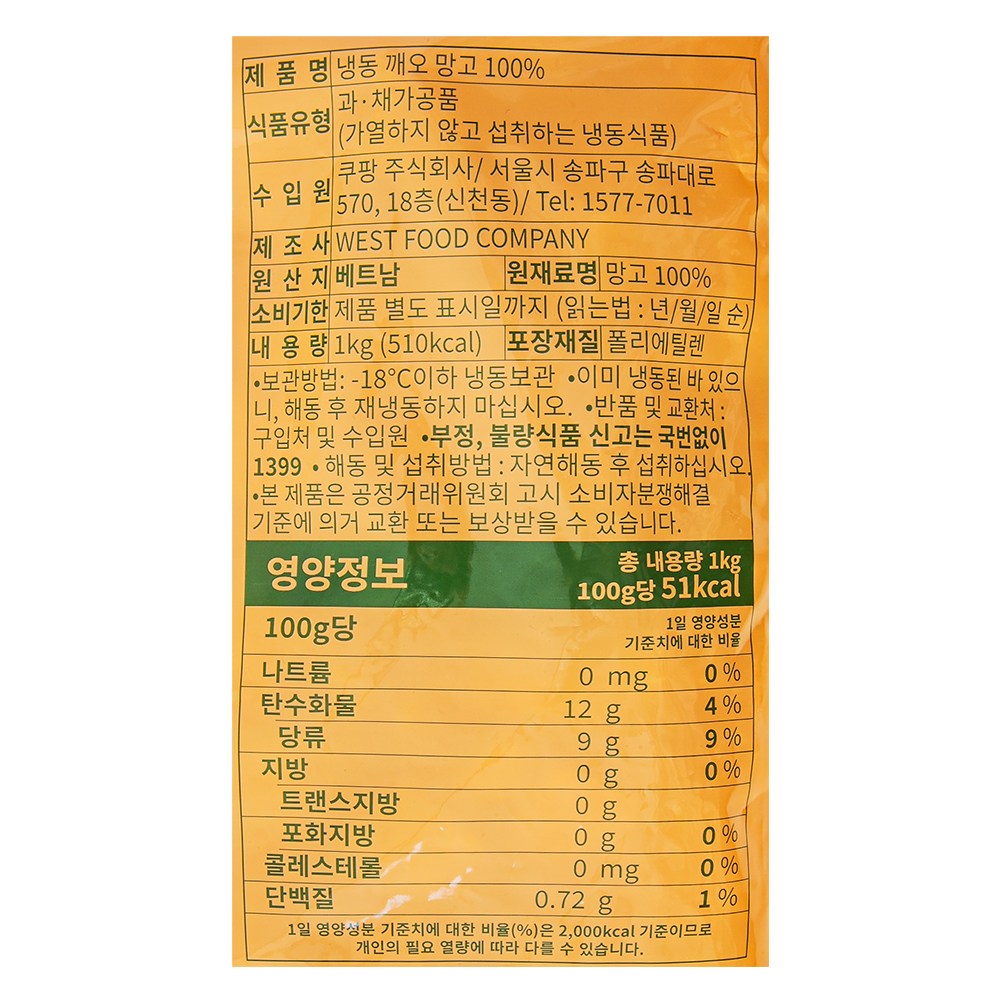 제 품 명 냉동 깨오 망고 100%
식품유형 과·채가공품
(가열하지 않고 섭취하는 냉동식품)
수 입 원 쿠팡 주식회사/ 서울시 송파구 송파대로
570, 18층(신천동)/ Tel: 1577-7011
제 조 사 WEST FOOD COMPANY
원 산 지 베트남 원재료명 망고 100%
소비기한 제품 별도 표시일까지 (읽는법 : 년/월/일 순)
내 용 량 1kg (510kcal) 포장재질 폴리에틸렌
•보관방법: -18°C이하 냉동보관 •이미 냉동된 바 있으
니, 해동 후 재냉동하지 마십시오. •반품 및 교환처 :
구입처 및 수입원 •부정, 불량식품 신고는 국번없이
1399 • 해동 및 섭취방법 : 자연해동 후 섭취하십시오.
•본 제품은 공정거래위원회 고시 소비자분쟁해결
기준에 의거 교환 또는 보상받을 수 있습니다.
영양정보 총 내용량 1kg
100g당 51kcal
100g당 1일 영양성분
기준치에 대한 비율
나트륨 0 mg 0 %
탄수화물 12 g 4 %
당류 9 g 9 %
지방 0 g 0 %
트랜스지방 0 g
포화지방 0 g 0 %
콜레스테롤 0 mg 0 %
단백질 0.72 g 1 %
1일 영양성분 기준치에 대한 비율(%)은 2,000kcal 기준이므로
개인의 필요 열량에 따라 다를 수 있습니다.